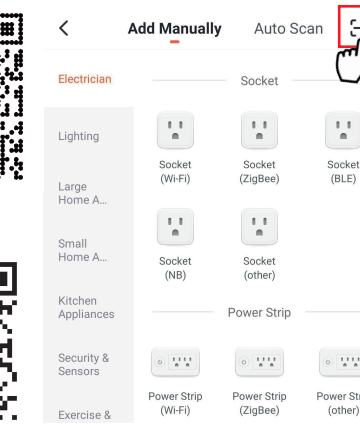 Add Manually Auto Scan
Electrician
Socket
Lighting
Socket
(Wi-Fi)
Socket
(ZigBee)
Socket
(BLE)
Large
Home A...
Small
Home A...
Socket
(NB)
Socket
(other)
Kitchen
Appliances
Power Strip
Security &
Sensors
Power Strip
(Wi-Fi)
Power Strip
(ZigBee)
Power Str
(other)
Exercise &